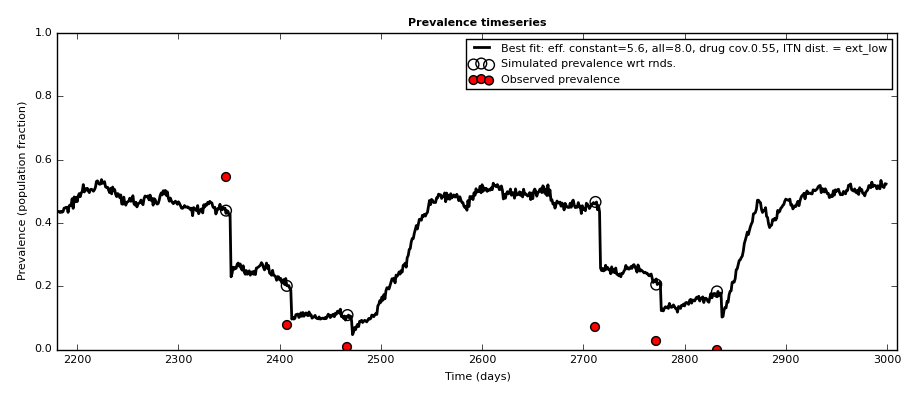 Prevalence timeseries
1.0
0.8
0.6
0.4
0.2
0.0
Prevalence (population fraction)
Best fit: eff. constant=5.6, all=8.0, drug cov.0.55, ITN dist. = ext_low
Simulated prevalence wrt rnds.
Observed prevalence
2200 2300 2400 2500 2600 2700 2800 2900 3000
Time (days)